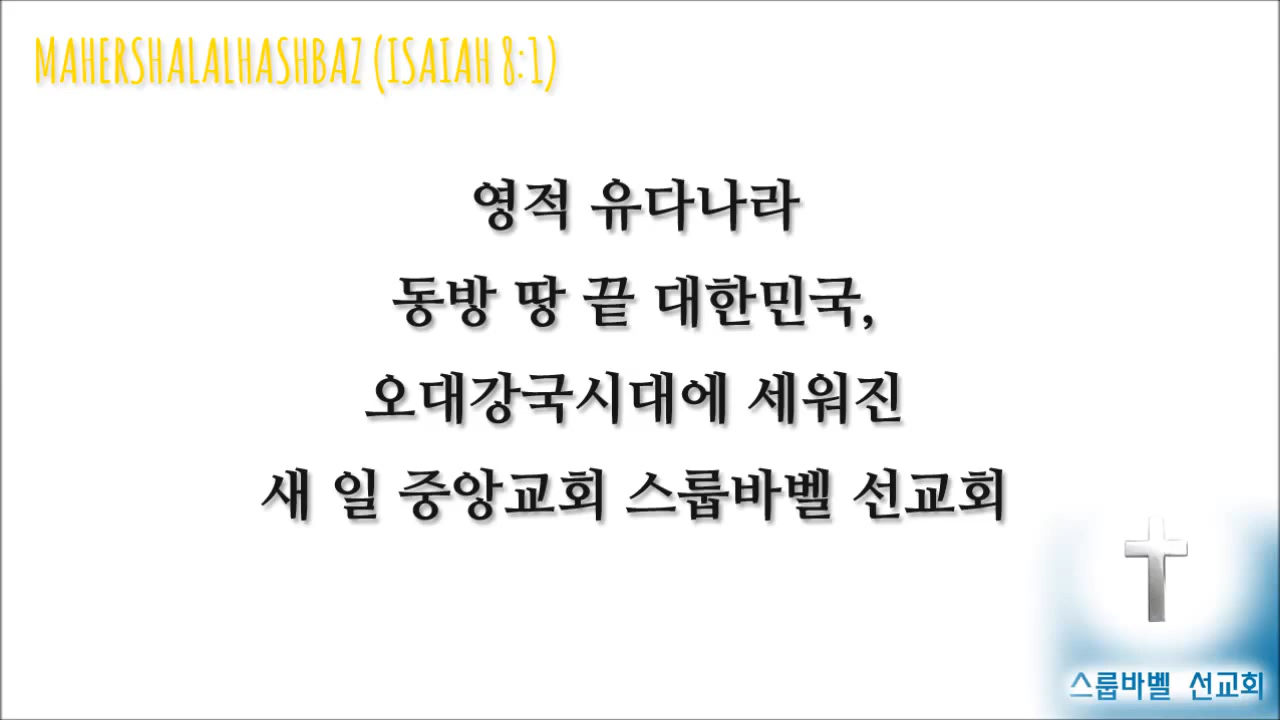 MAHERSHALALHASHBAZ (ISAIAH 8:1)
영적 유다나라
동방 땅 끝 대한민국,
오대강국시대에 세워진
새 일 중앙교회 스룹바벨 선교회
스룹바벨 선교회